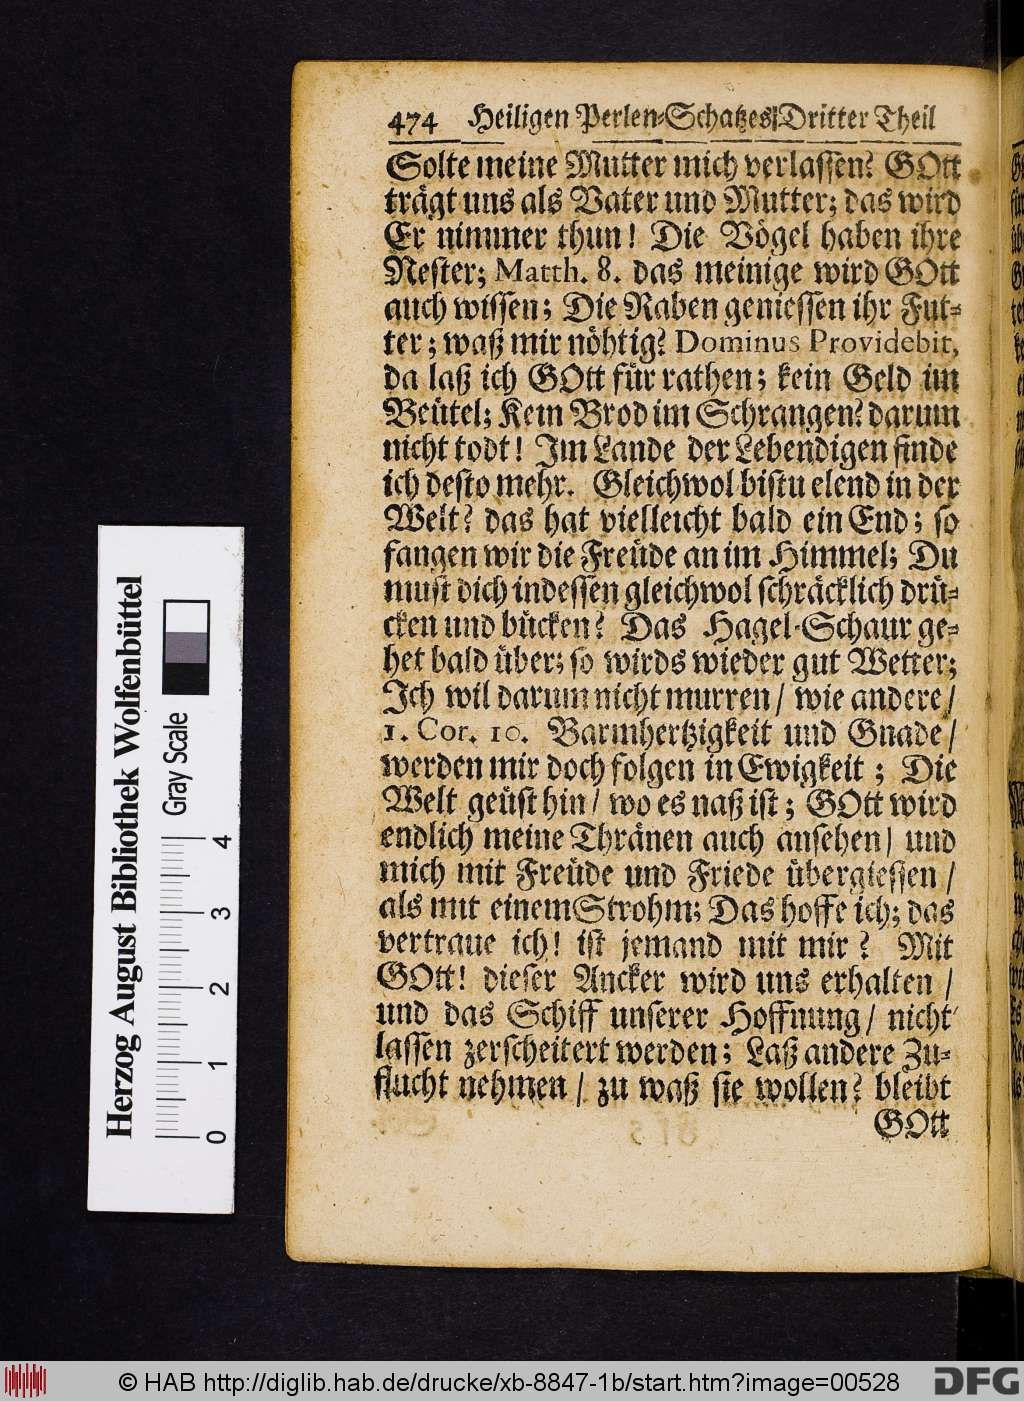 474 Heiligen Perlen-Schatzes/Dritter Theil
Solte meine Mutter mich verlassen? GOtt
trägt uns als Vater und Mutter; das wird
Er nimmer thun! Die Vögel haben ihre
Nester; Matth. 8. das meinige wird GOtt
auch wissen; Die Raben geniessen ihr Fut-
ter; waß mir nöhtig? Dominus Providebit,
da laß ich GOtt für rathen; kein Geld im
Beütel; Kein Brod im Schrangen? darum
nicht todt! Im Lande der Lebendigen finde
ich desto mehr. Gleichwol bistu elend in der
Welt? das hat vielleicht bald ein End; so
fangen wir die Freüde an im Himmel; Du
must dich indessen gleichwol schräcklich drü-
cken und bücken? Das Hagel-Schaur ge-
het bald über; so wirds wieder gut Wetter;
Ich wil darum nicht murren/ wie andere/
1. Cor. 10. Barmhertzigkeit und Gnade/
werden mir doch folgen in Ewigkeit; Die
Welt geüst hin/ wo es naß ist; GOtt wird
endlich meine Thränen auch ansehen/ und
mich mit Freüde und Friede übergiessen/
als mit einem Strohm; Das hoffe ich; das
vertraue ich! ist jemand mit mir? Mit
GOtt! dieser Ancker wird uns erhalten/
und das Schiff unserer Hoffnung/ nicht
lassen zerscheitert werden; Laß andere Zu-
flucht nehmen/ zu waß sie wollen? bleibt
GOtt
Herzog August Bibliothek Wolfenbüttel
Gray Scale
0 1 2 3 4
© HAB http://diglib.hab.de/drucke/xb-8847-1b/start.htm?image=00528
DFG